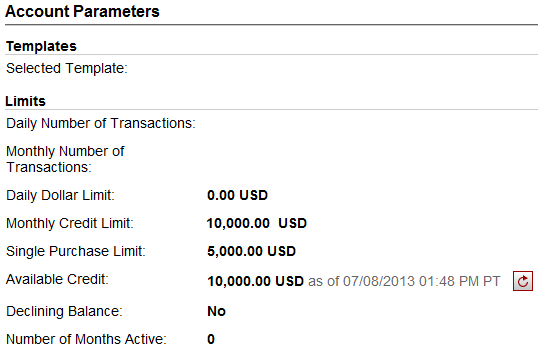 Account Parameters
Templates
Selected Template:
Limits
Daily Number of Transactions:
Monthly Number of
Transactions:
Daily Dollar Limit: 0.00 USD
Monthly Credit Limit: 10,000.00 USD
Single Purchase Limit: 5,000.00 USD
Available Credit: 10,000.00 USD as of 07/08/2013 01:48 PM PT
Declining Balance: No
Number of Months Active: 0